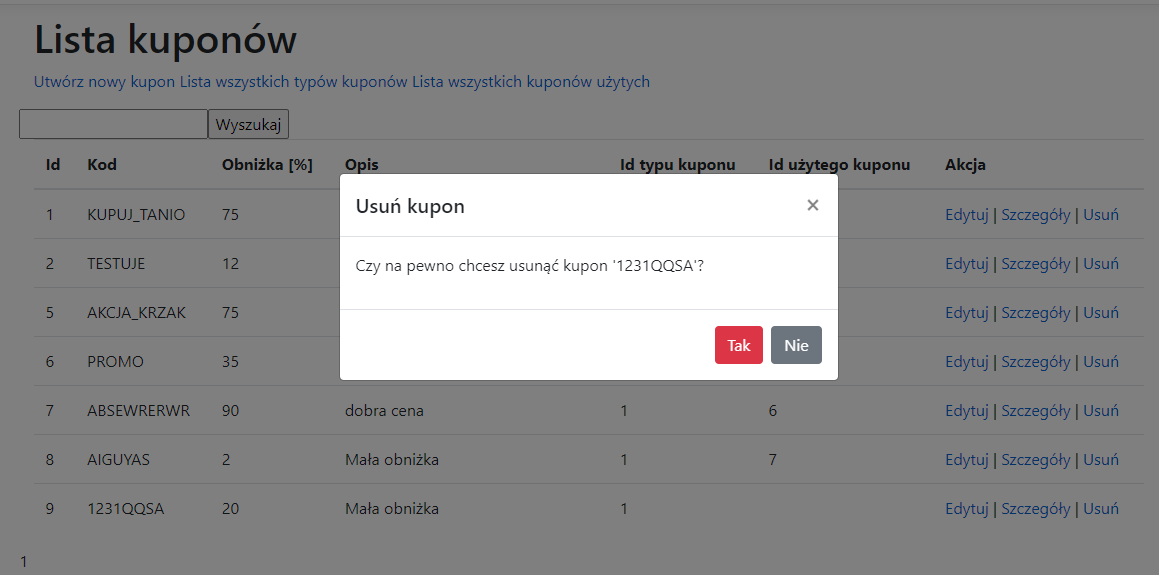 Lista kuponów
Utwórz nowy kupon Lista wszystkich typów kuponów Lista wszystkich kuponów użytych
Wyszukaj
Id Kod Obniżka [%] Opis Id typu kuponu Id użytego kuponu Akcja
Usuń kupon ×
Czy na pewno chcesz usunąć kupon '1231QQSA'?
Tak Nie
1 KUPUJ_TANIO 75 Edytuj | Szczegóły | Usuń
2 TESTUJE 12 Edytuj | Szczegóły | Usuń
5 AKCJA_KRZAK 75 Edytuj | Szczegóły | Usuń
6 PROMO 35 Edytuj | Szczegóły | Usuń
7 ABSEWRERWR 90 dobra cena 1 6 Edytuj | Szczegóły | Usuń
8 AIGUYAS 2 Mała obniżka 1 7 Edytuj | Szczegóły | Usuń
9 1231QQSA 20 Mała obniżka 1 Edytuj | Szczegóły | Usuń
1